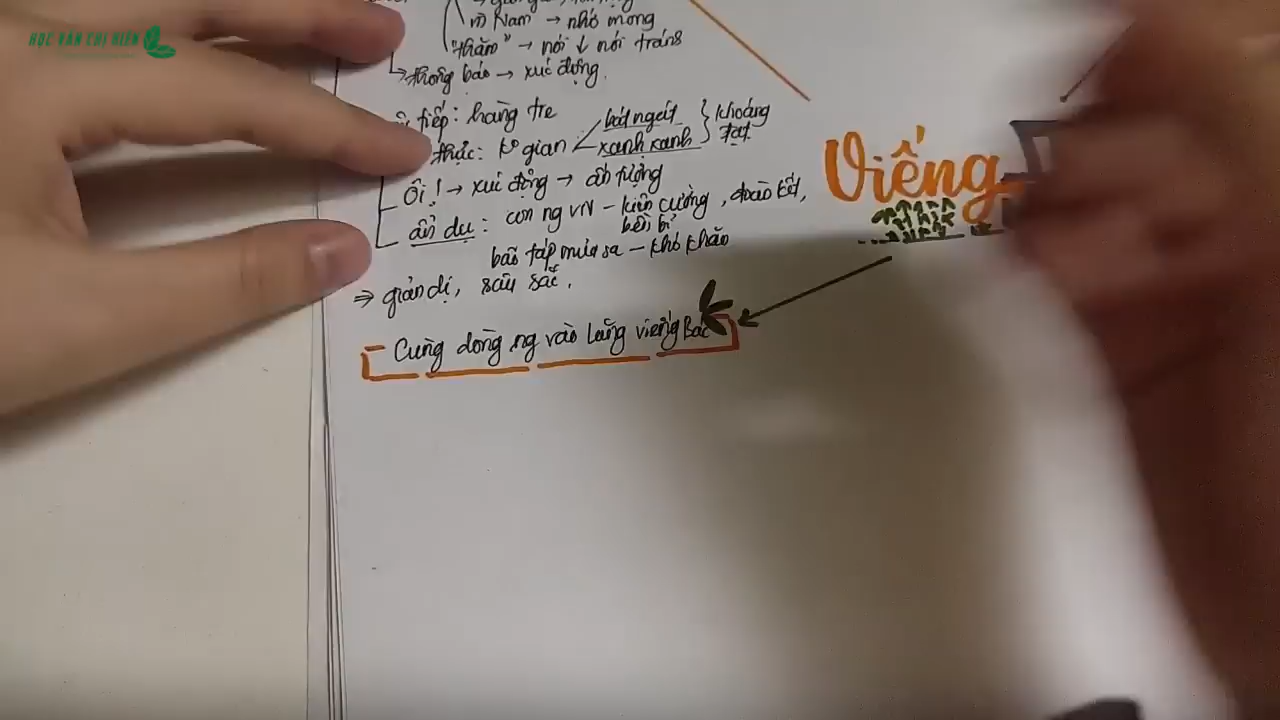 HỌC VĂN CHỊ HIÊN
m Nam → nhớ mong
"thăm" → nói ↓ nói tránh
→ thông báo → xúc động.
tiếp: hàng tre
thực: ko gian bát ngát xanh xanh } khoáng đạt
Ôi! → xúc động → ấn tượng
ẩn dụ: con ng VN - kiên cường, đoàn kết,
bền bỉ
bão táp mưa sa - khó khăn
⇒ giản dị, sâu sắc.
Cùng dòng ng vào lăng viếng Bác
Viếng